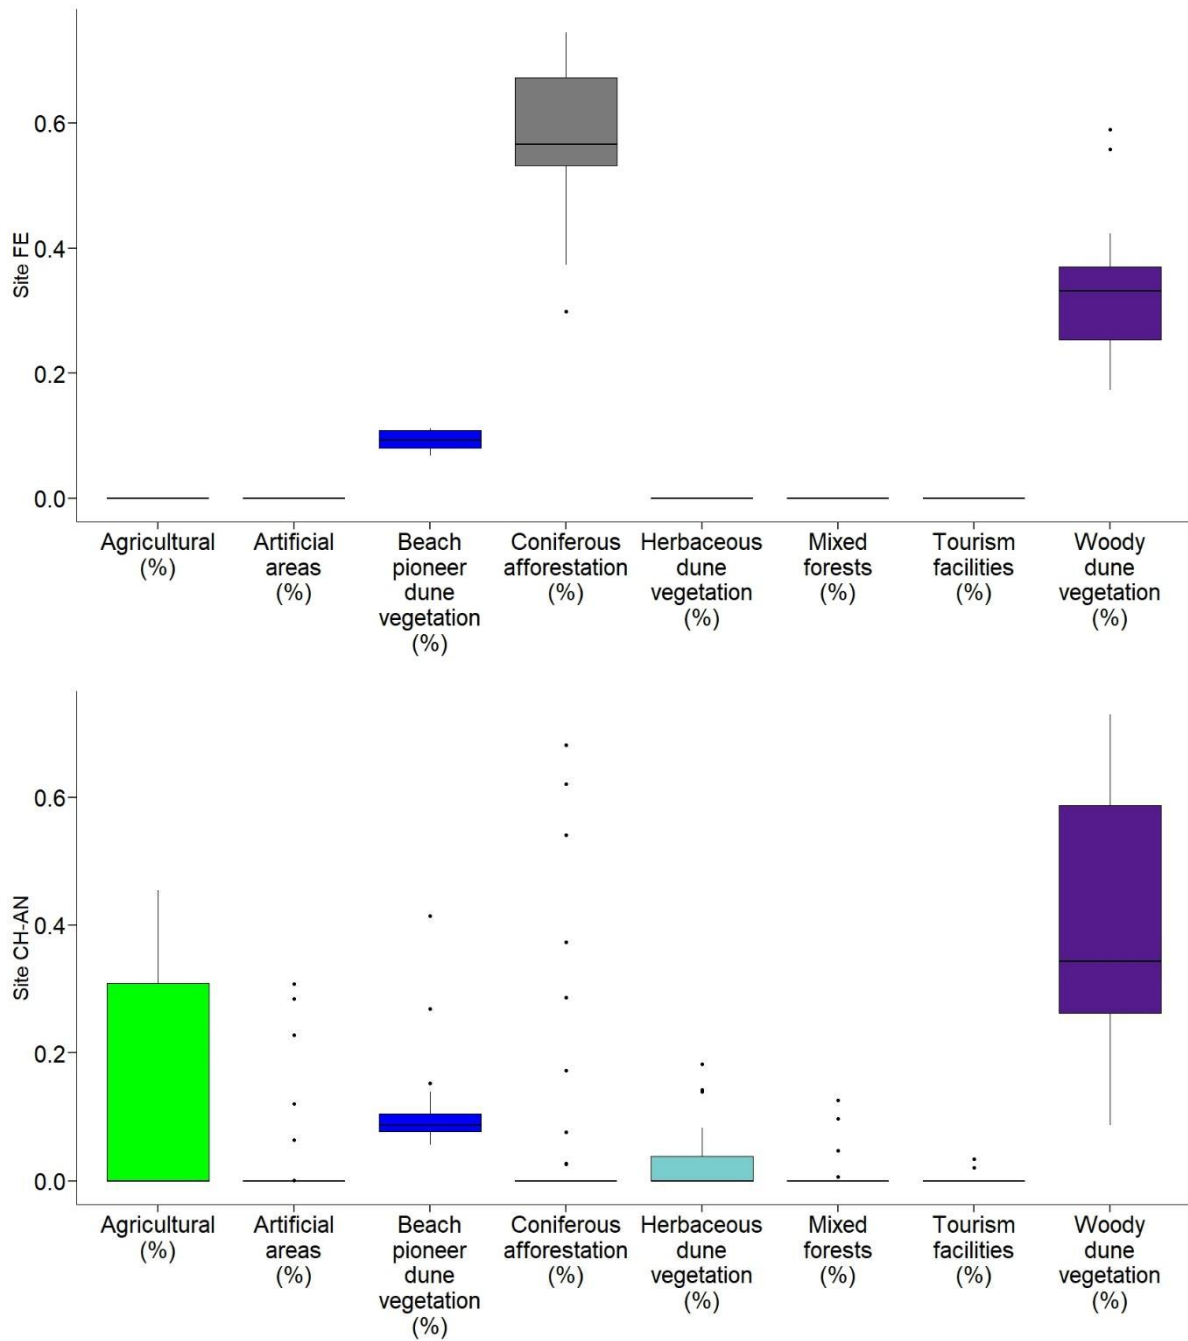 Site FE
0.6
0.4
0.2
0.0
Agricultural
(%)
Artificial
areas
(%)
Beach
pioneer
dune
vegetation
(%)
Coniferous
afforestation
(%)
Herbaceous
dune
vegetation
(%)
Mixed
forests
(%)
Tourism
facilities
(%)
Woody
dune
vegetation
(%)
Site CH-AN
0.6
0.4
0.2
0.0
Agricultural
(%)
Artificial
areas
(%)
Beach
pioneer
dune
vegetation
(%)
Coniferous
afforestation
(%)
Herbaceous
dune
vegetation
(%)
Mixed
forests
(%)
Tourism
facilities
(%)
Woody
dune
vegetation
(%)